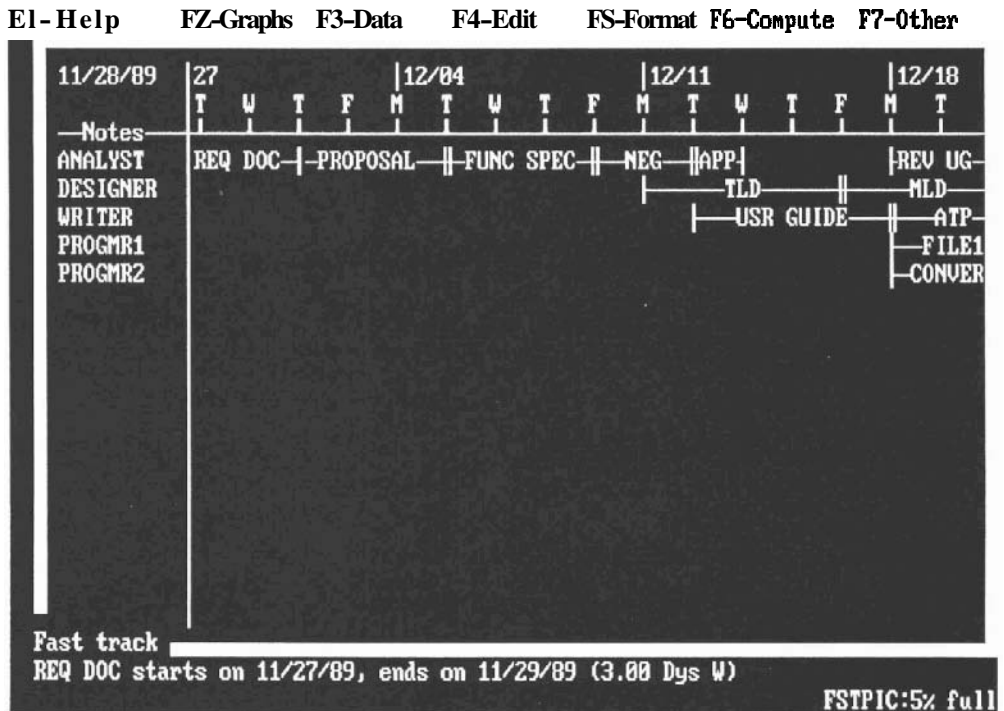 El-Help FZ-Graphs F3-Data F4-Edit FS-Format F6-Compute F7-Other
11/28/89 27 12/04 12/11 12/18
T W T F M T W T F M T W T F M T
Notes
ANALYST REQ DOC PROPOSAL FUNC SPEC NEG APP REV UG
DESIGNER TLD MLD
WRITER USR GUIDE ATP
PROGMR1 FILE1
PROGMR2 CONVER
Fast track
REQ DOC starts on 11/27/89, ends on 11/29/89 (3.00 Dys W)
FSTPIC:5% full